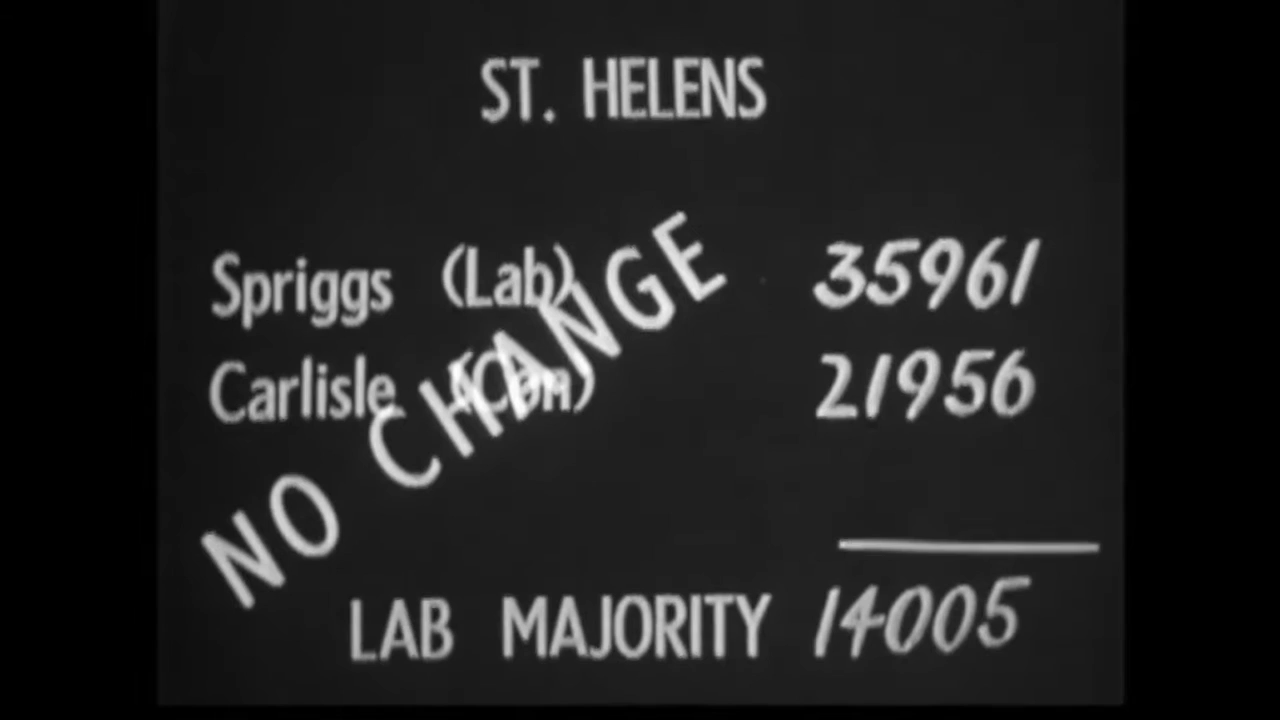 ST. HELENS
Spriggs (Lab) 35961
Carlisle (Con) 21956
NO CHANGE
LAB MAJORITY 14005